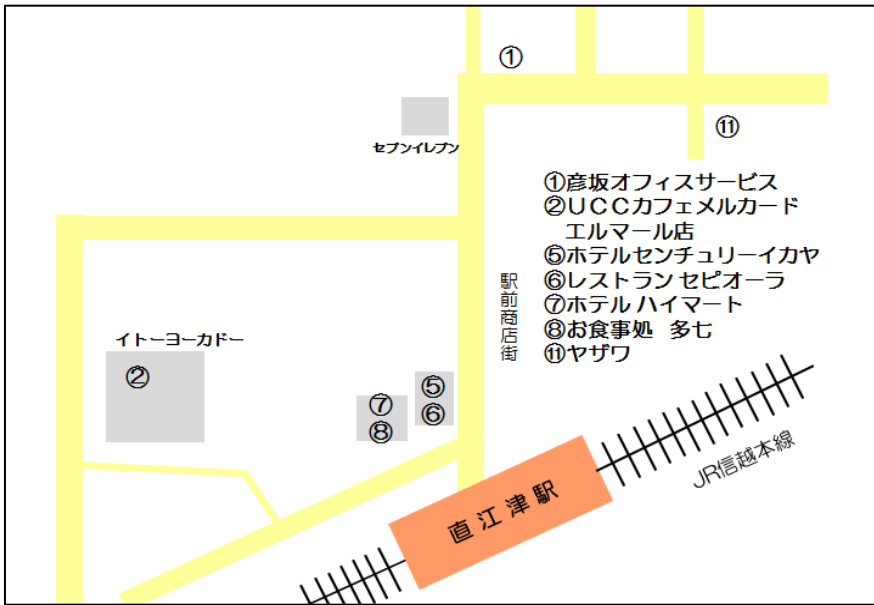 ①
セブンイレブン
⑪
①彦坂オフィスサービス
②ＵＣＣカフェメルカード
エルマール店
⑤ホテルセンチュリーイカヤ
⑥レストラン セピオーラ
⑦ホテル ハイマート
⑧お食事処　多七
⑪ヤザワ
駅前商店街
イトーヨーカドー
②
⑤
⑥
⑦
⑧
直江津駅
JR信越本線